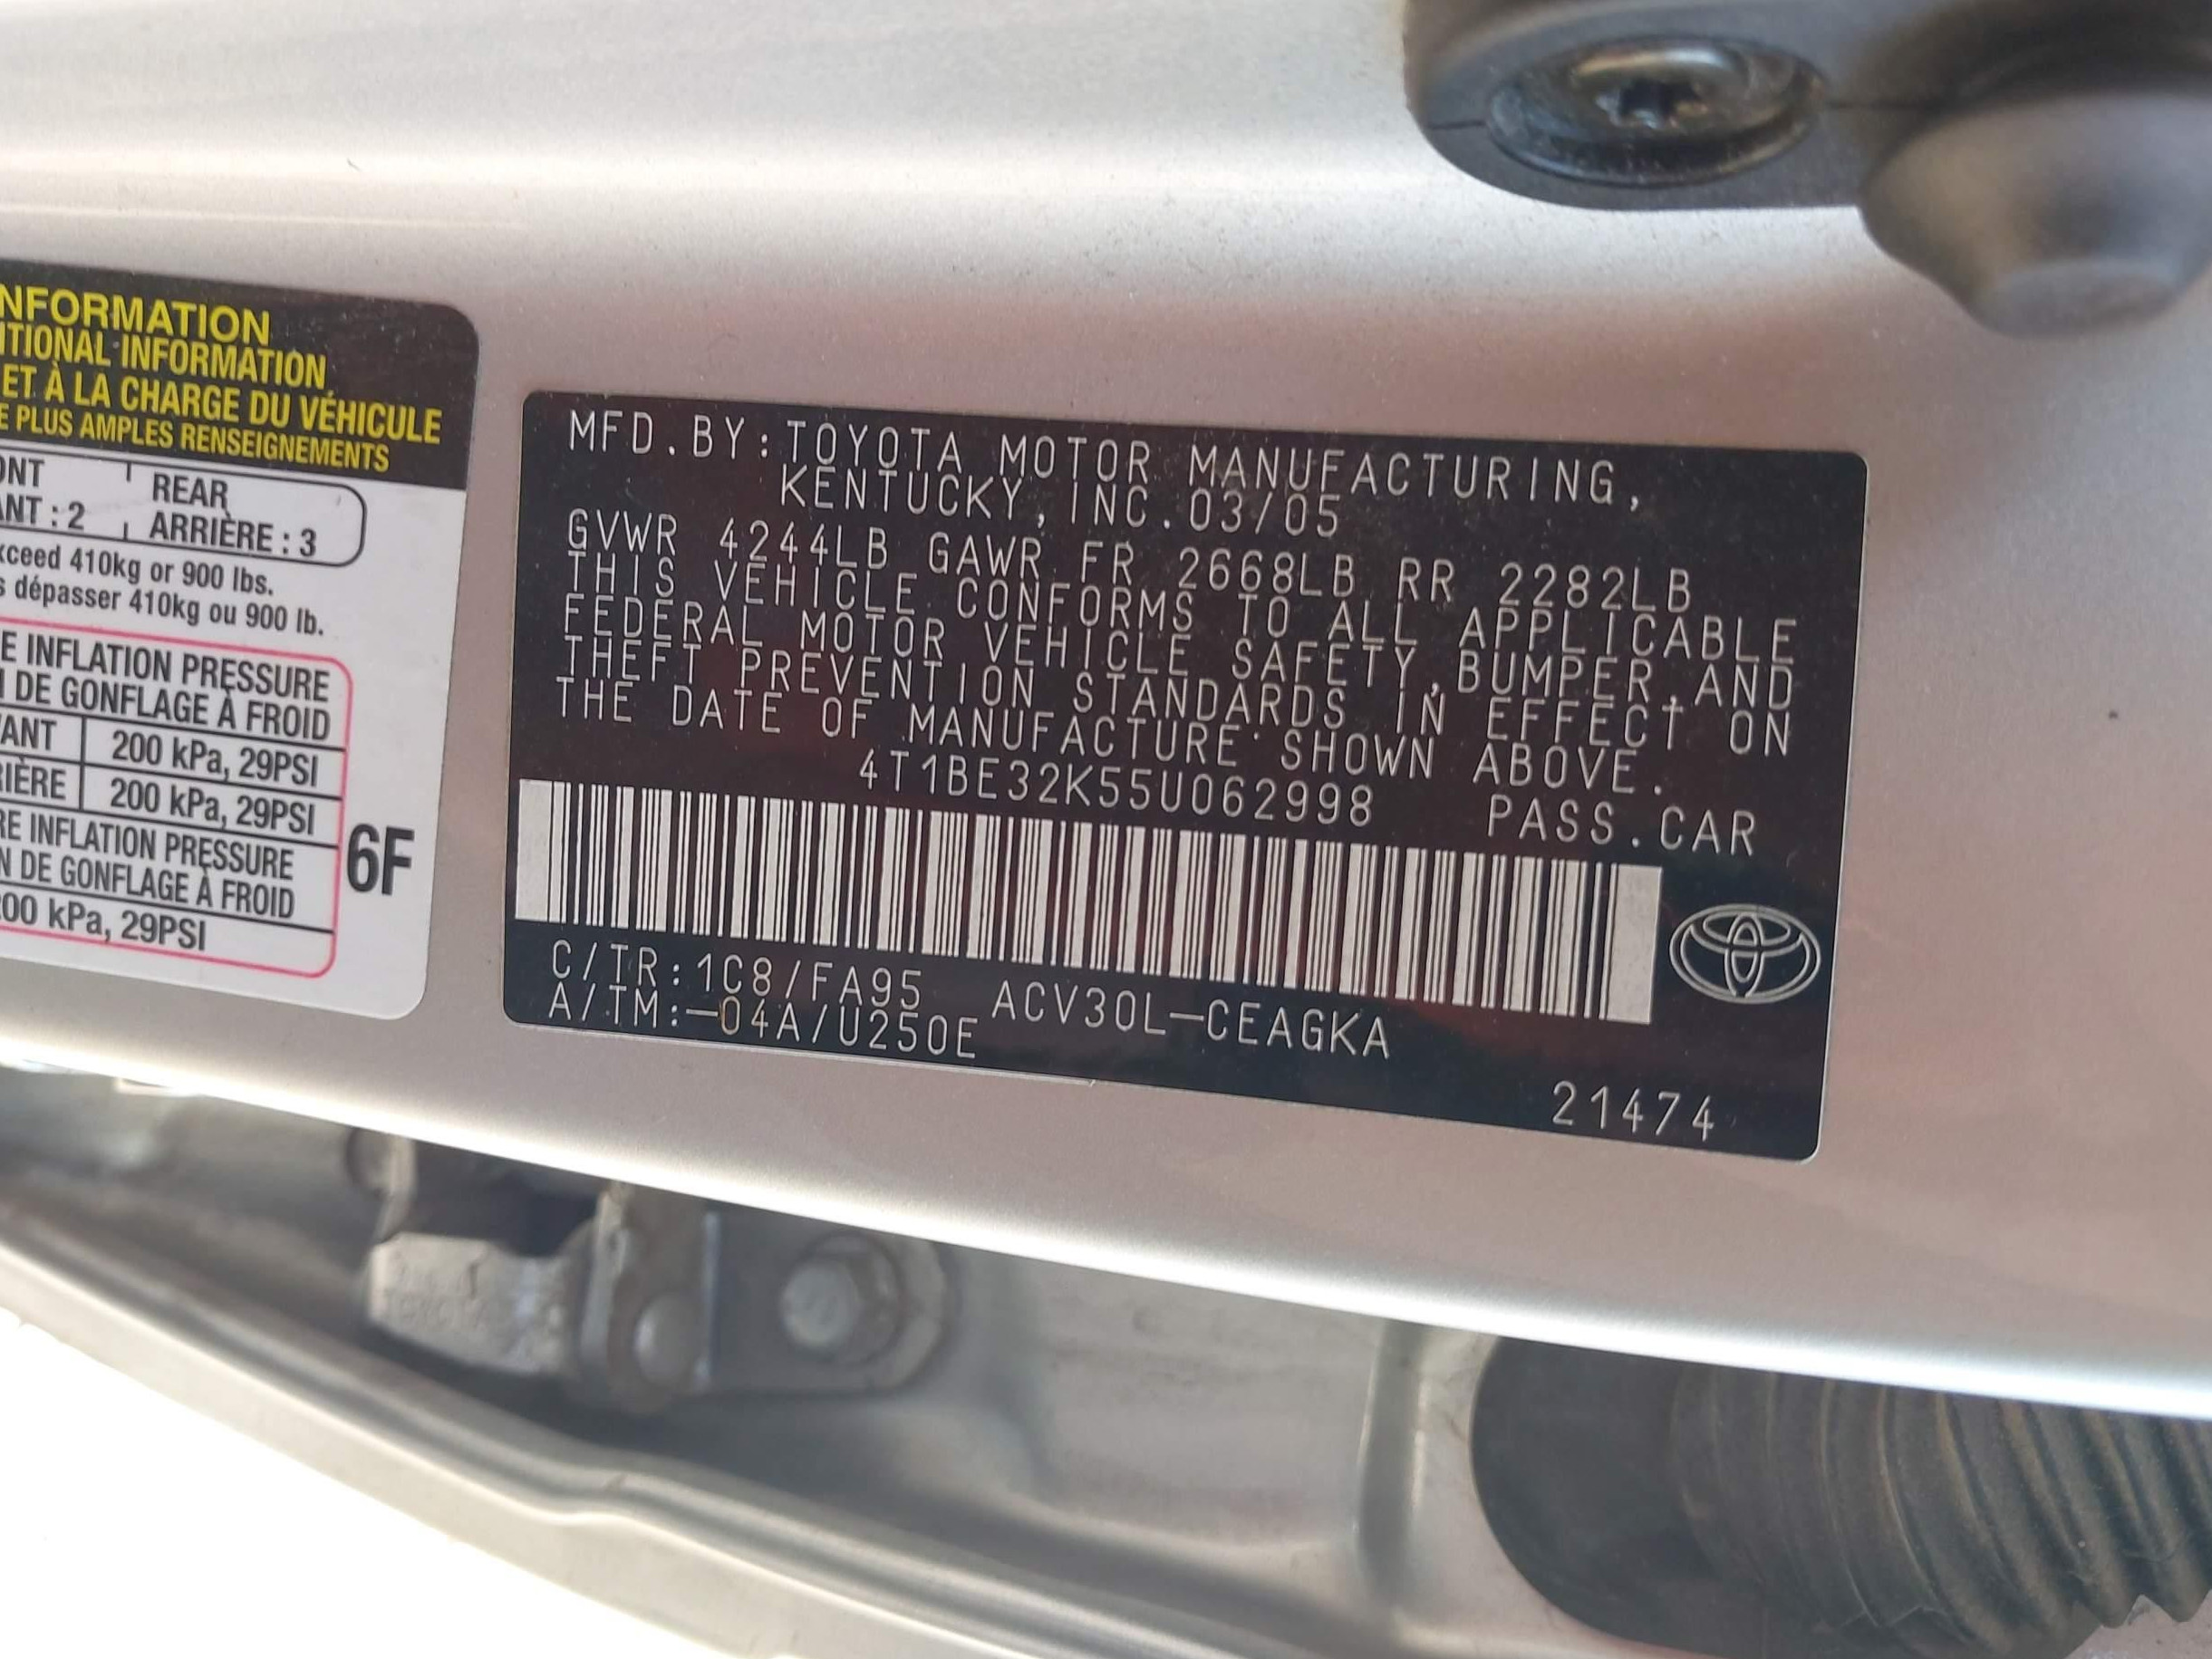 NFORMATION
ITIONAL INFORMATION
ET À LA CHARGE DU VÉHICULE
E PLUS AMPLES RENSEIGNEMENTS
ONT
REAR
ANT : 2
ARRIÈRE : 3
xceed 410kg or 900 lbs.
s dépasser 410kg ou 900 lb.
E INFLATION PRESSURE
N DE GONFLAGE À FROID
VANT 200 kPa, 29PSI
RIÈRE 200 kPa, 29PSI
RE INFLATION PRESSURE
N DE GONFLAGE À FROID
200 kPa, 29PSI
6F
MFD.BY:TOYOTA MOTOR MANUFACTURING,
KENTUCKY, INC.03/05
GVWR 4244LB GAWR FR 2668LB RR 2282LB
THIS VEHICLE CONFORMS TO ALL APPLICABLE
FEDERAL MOTOR VEHICLE SAFETY,BUMPER,AND
THEFT PREVENTION STANDARDS IN EFFECT ON
THE DATE OF MANUFACTURE SHOWN ABOVE.
4T1BE32K55U062998 PASS.CAR
C/TR:1C8/FA95 ACV30L-CEAGKA
A/TM:-04A/U250E
21474